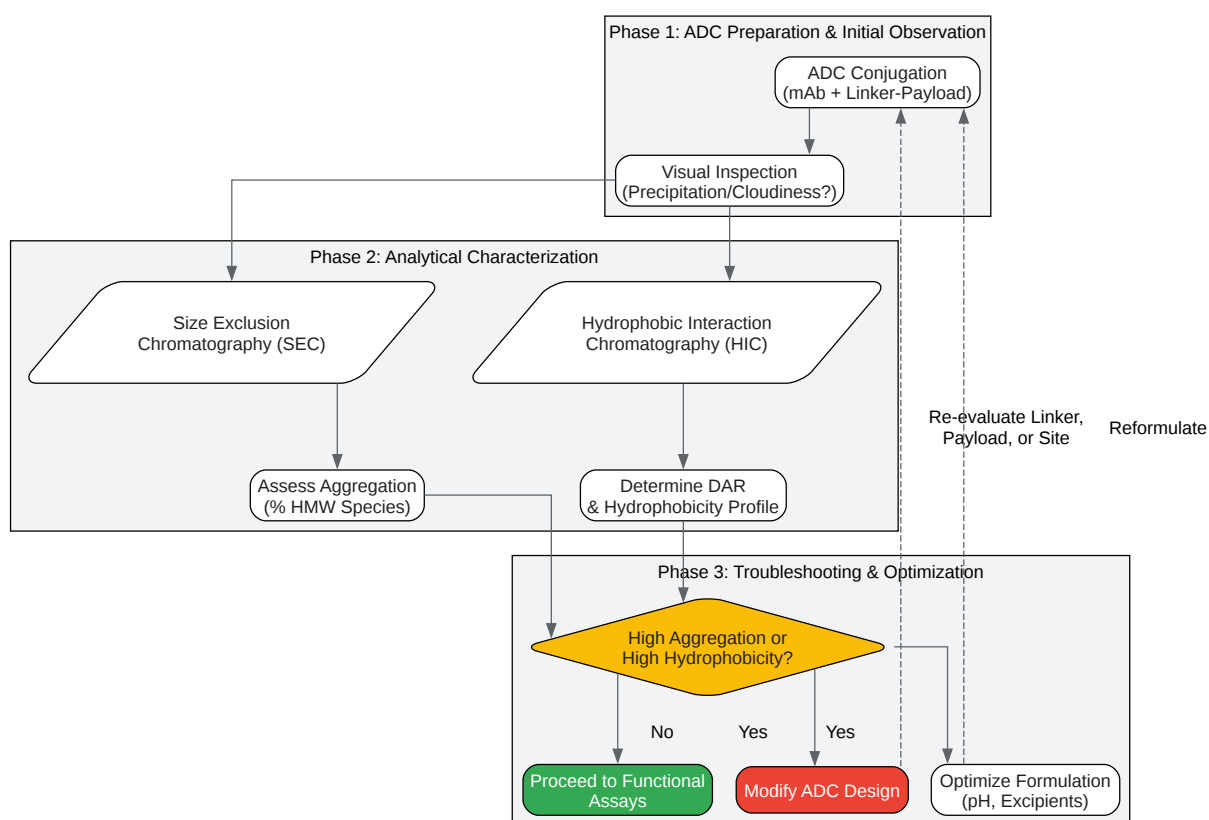 Phase 1: ADC Preparation & Initial Observation
ADC Conjugation
(mAb + Linker-Payload)
Visual Inspection
(Precipitation/Cloudiness?)
Phase 2: Analytical Characterization
Size Exclusion
Chromatography (SEC)
Hydrophobic Interaction
Chromatography (HIC)
Re-evaluate Linker,
Payload, or Site
Reformulate
Assess Aggregation
(% HMW Species)
Determine DAR
& Hydrophobicity Profile
Phase 3: Troubleshooting & Optimization
High Aggregation or
High Hydrophobicity?
No
Yes
Yes
Proceed to Functional
Assays
Modify ADC Design
Optimize Formulation
(pH, Excipients)